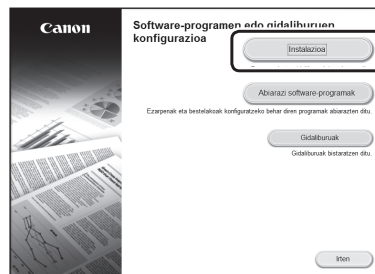 Canon
Software-programen edo gidaliburuen
konfigurazioa
Instalazioa
Abiarazi software-programak
Ezarpenak eta bestelakoak konfiguratzeko behar diren programak abiarazten ditu.
Gidaliburuak
Gidaliburuak bistaratzen ditu.
Irten